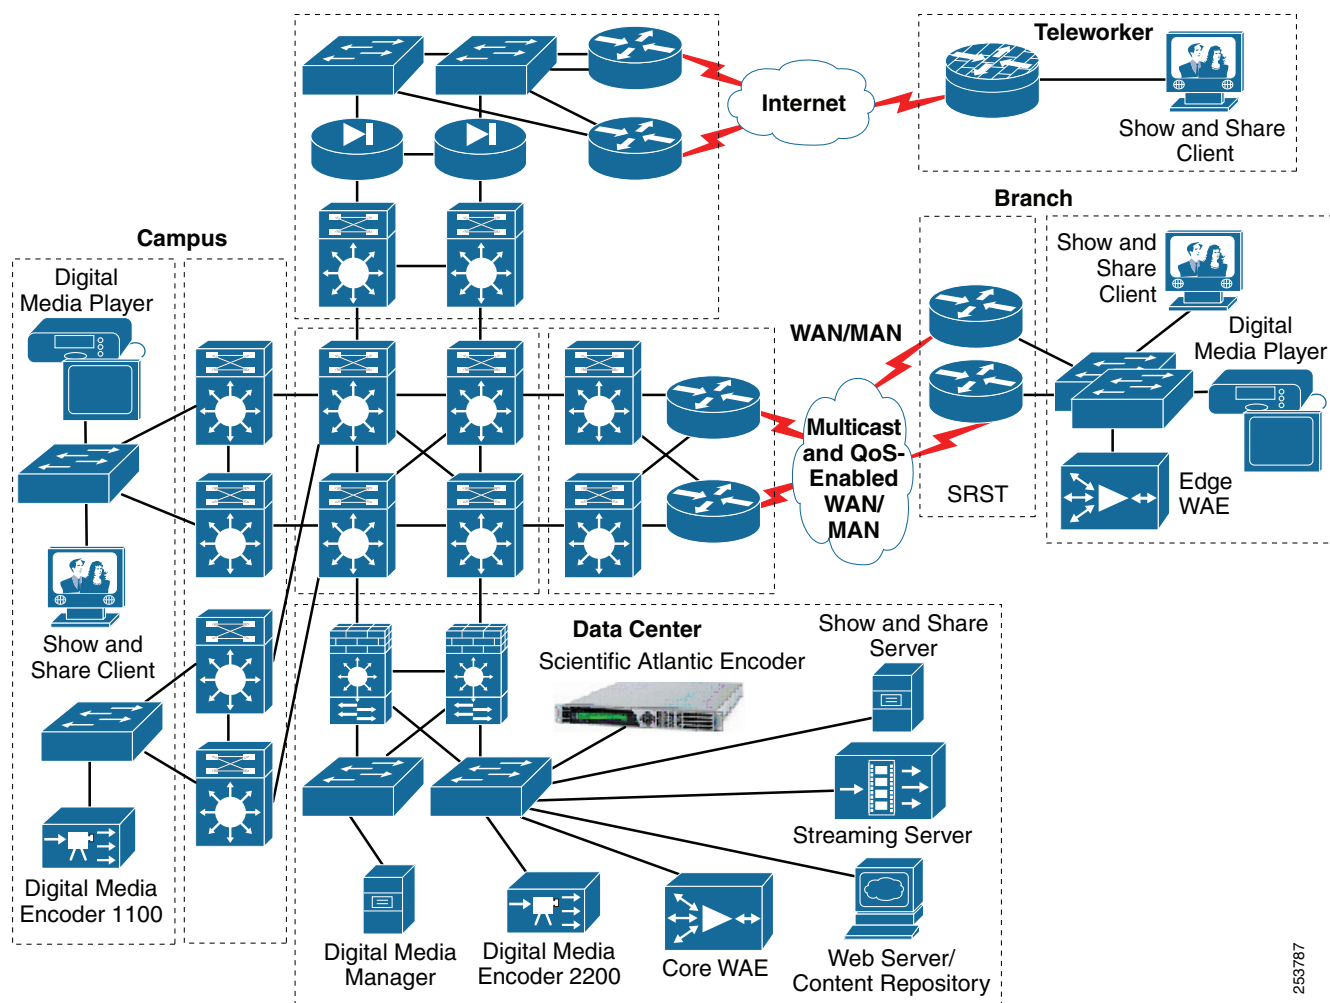 Teleworker
Internet
Show and Share
Client
Branch
Campus
Digital
Media Player
Show and
Share
Client
WAN/MAN
Digital
Media Player
Multicast
and QoS-
Enabled
WAN/
MAN
SRST
Edge
WAE
Show and
Share Client
Data Center
Scientific Atlantic Encoder
Show and Share
Server
Streaming Server
Digital Media
Encoder 1100
Digital Media
Manager
Digital Media
Encoder 2200
Core WAE
Web Server/
Content Repository
253787